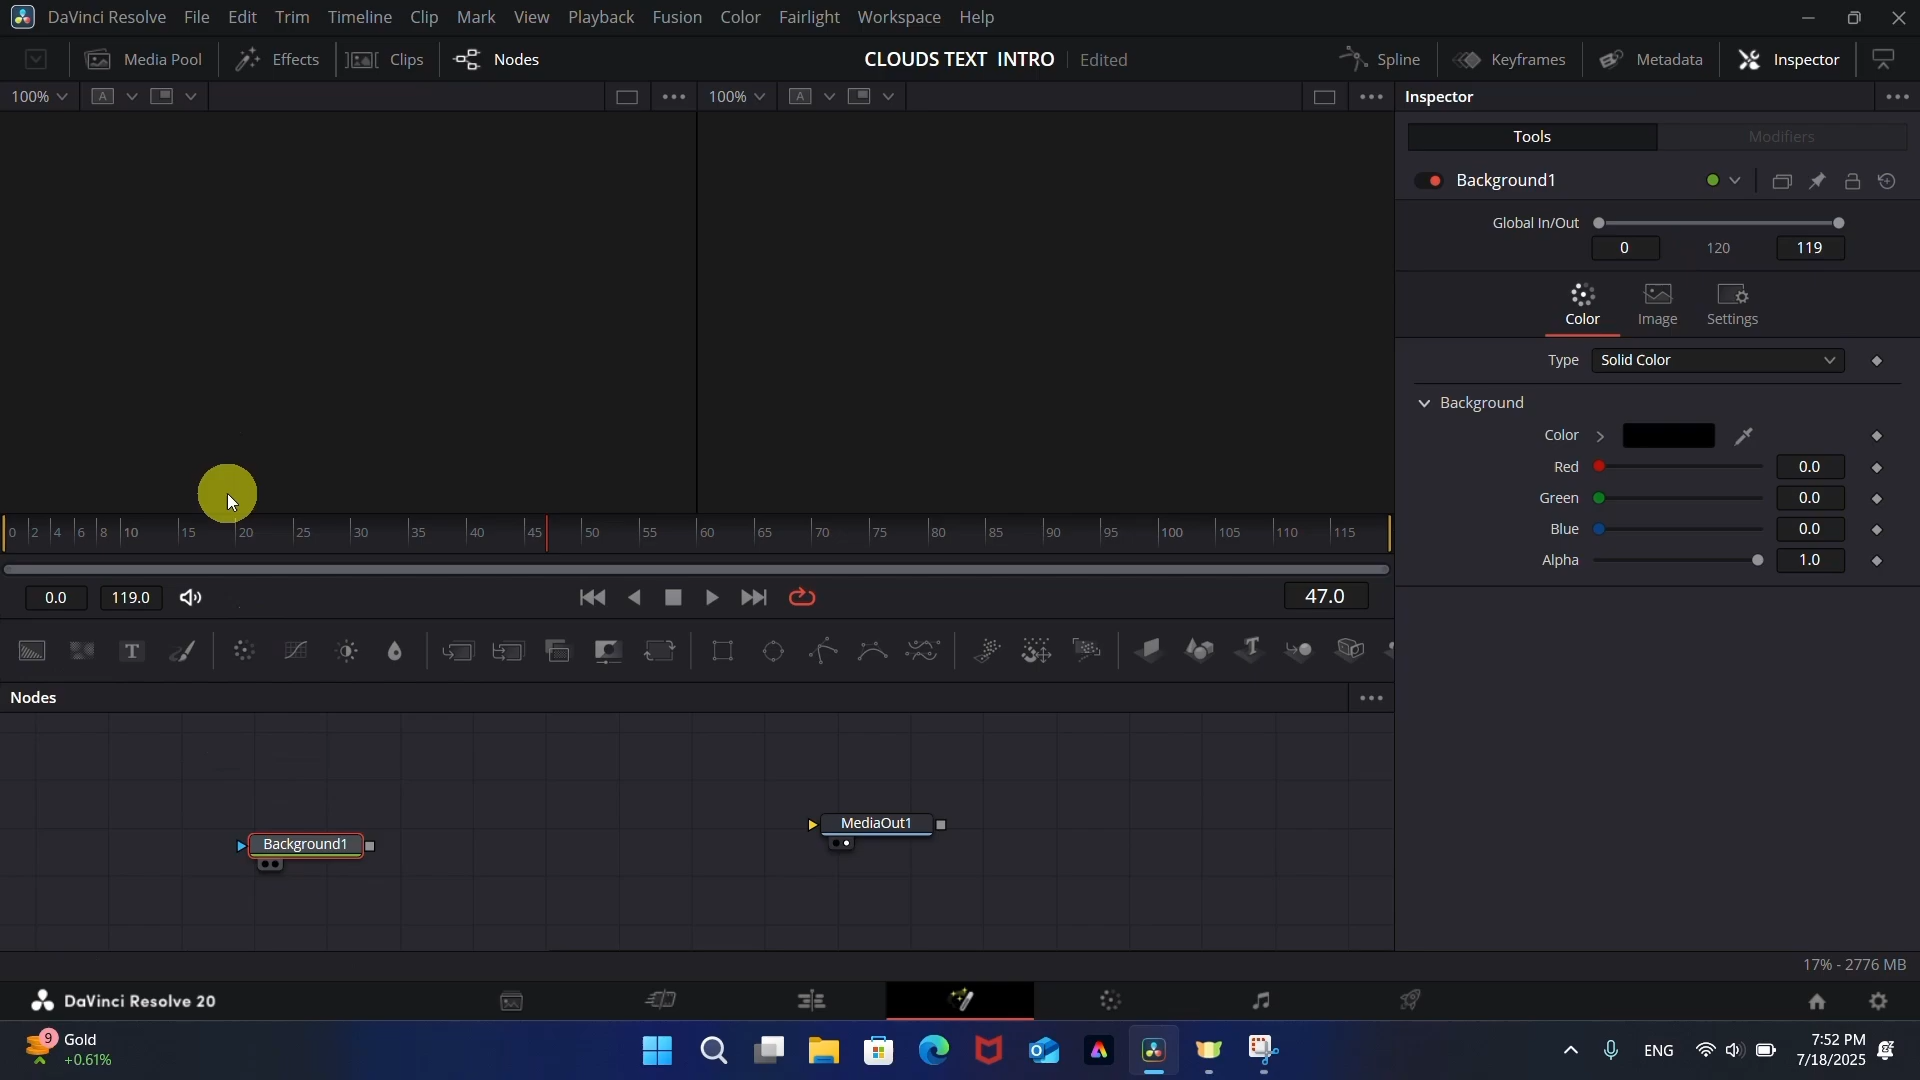 DaVinci Resolve File Edit Trim Timeline Clip Mark View Playback Fusion Color Fairlight Workspace Help
Media Pool Effects Clips Nodes CLOUDS TEXT INTRO Edited Spline Keyframes Metadata Inspector
100% A 100% A Inspector
Tools Modifiers
Background1
Global In/Out
0 120 119
Color Image Settings
Type Solid Color
Background
Color
Red 0.0
Green 0.0
Blue 0.0
Alpha 1.0
0 2 4 6 8 10 15 20 25 30 35 40 45 50 55 60 65 70 75 80 85 90 95 100 105 110 115
0.0 119.0 47.0
T T
Nodes
MediaOut1
Background1
17% - 2776 MB
DaVinci Resolve 20
9 Gold
+0.61%
ENG
7:52 PM
7/18/2025